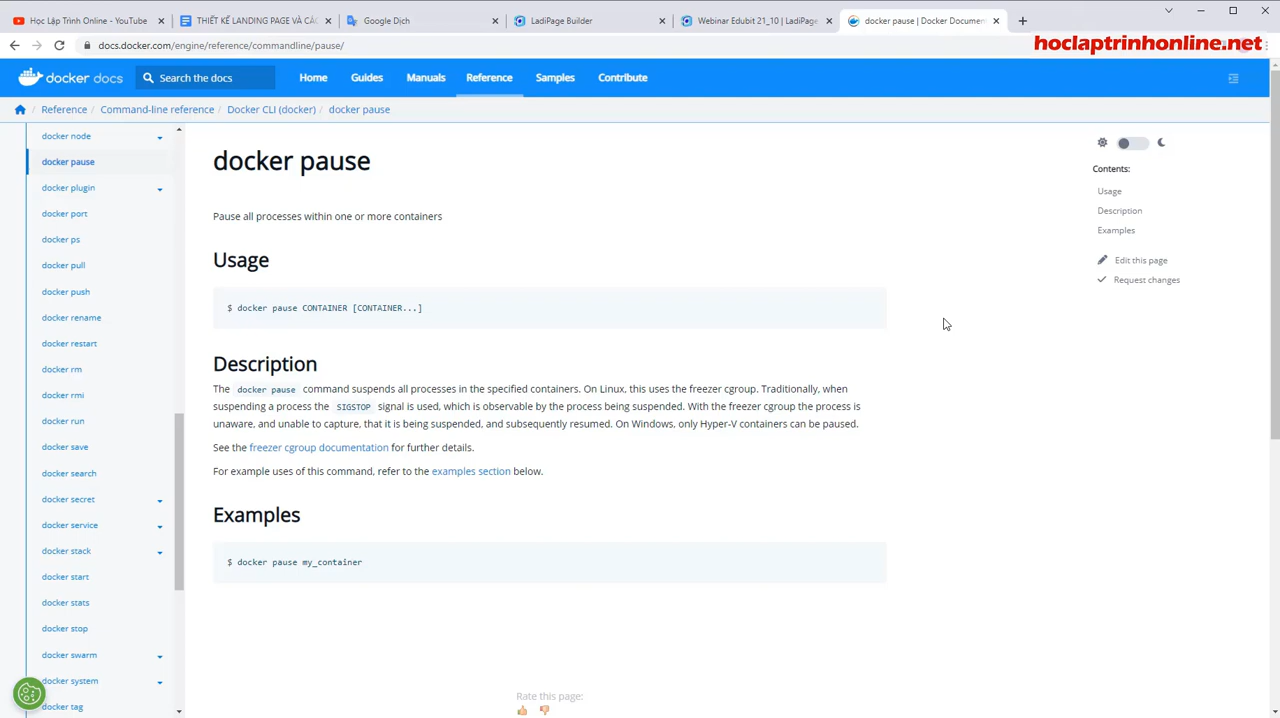 Học Lập Trình Online - YouTube
THIẾT KẾ LANDING PAGE VÀ CÁC
Google Dịch
LadiPage Builder
Webinar Edubit 21_10 | LadiPage
docker pause | Docker Document
docs.docker.com/engine/reference/commandline/pause/
hoclaptrinhonline.net
docker docs
Search the docs
Home
Guides
Manuals
Reference
Samples
Contribute
Reference / Command-line reference / Docker CLI (docker) / docker pause
docker node
docker pause
docker plugin
docker port
docker ps
docker pull
docker push
docker rename
docker restart
docker rm
docker rmi
docker run
docker save
docker search
docker secret
docker service
docker stack
docker start
docker stats
docker stop
docker swarm
docker system
docker tag
docker pause
Pause all processes within one or more containers
Usage
$ docker pause CONTAINER [CONTAINER...]
Description
The docker pause command suspends all processes in the specified containers. On Linux, this uses the freezer cgroup. Traditionally, when
suspending a process the SIGSTOP signal is used, which is observable by the process being suspended. With the freezer cgroup the process is
unaware, and unable to capture, that it is being suspended, and subsequently resumed. On Windows, only Hyper-V containers can be paused.
See the freezer cgroup documentation for further details.
For example uses of this command, refer to the examples section below.
Examples
$ docker pause my_container
Rate this page:
Contents:
Usage
Description
Examples
Edit this page
Request changes